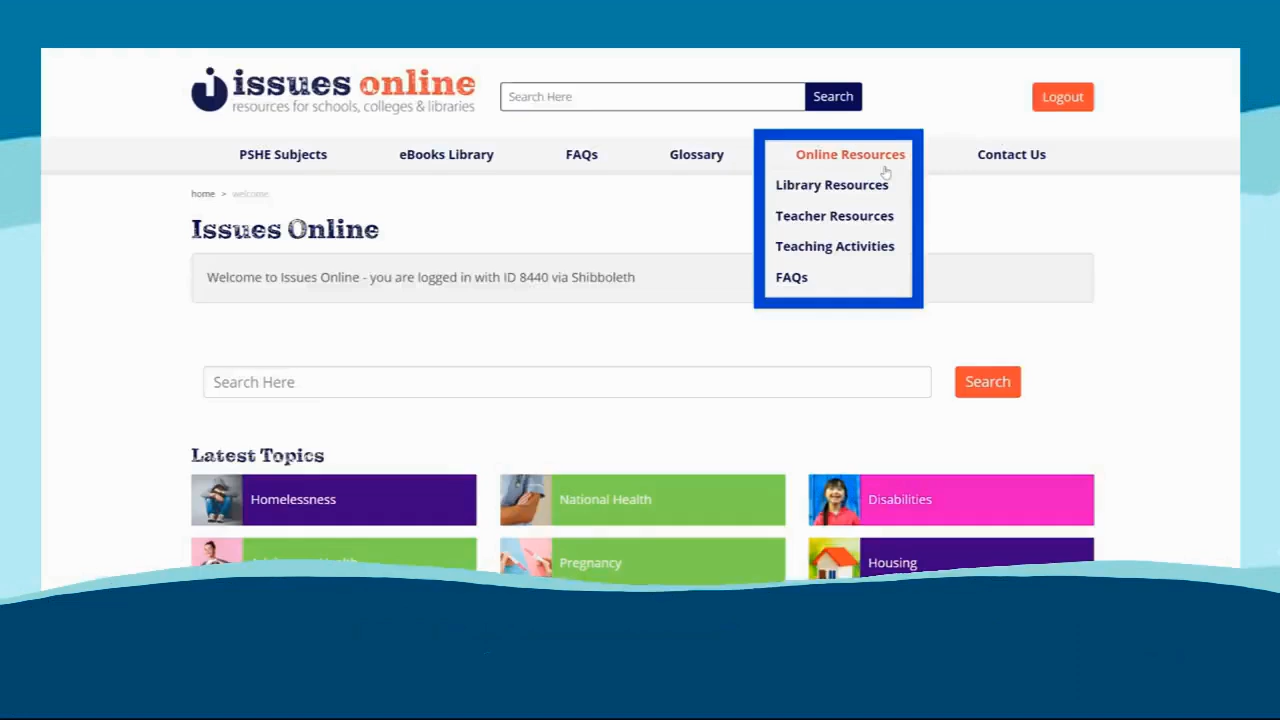 issues online
resources for schools, colleges & libraries
Search Here
Search
Logout
PSHE Subjects
eBooks Library
FAQs
Glossary
Online Resources
Contact Us
Library Resources
Teacher Resources
Teaching Activities
FAQs
home > welcome
Issues Online
Welcome to Issues Online - you are logged in with ID 8440 via Shibboleth
Search Here
Search
Latest Topics
Homelessness
National Health
Disabilities
Pregnancy
Housing